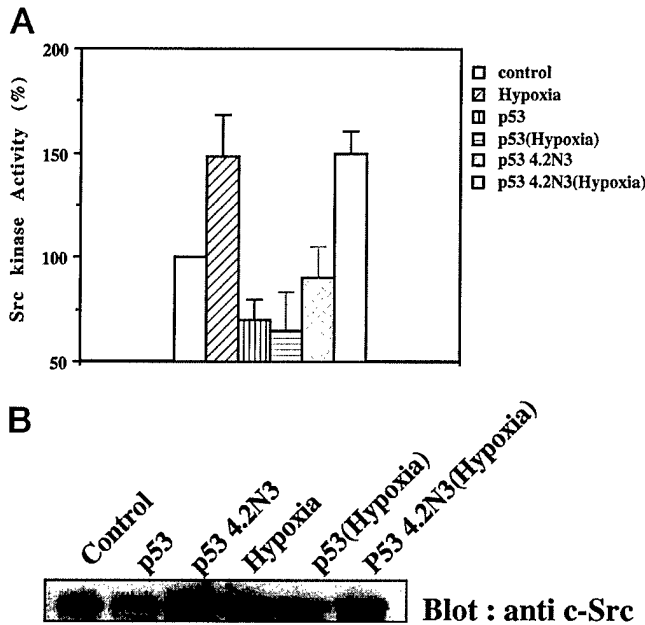 A
200
150
100
50
Src kinase Activity (%)
control
Hypoxia
p53
p53(Hypoxia)
p53 4.2N3
p53 4.2N3(Hypoxia)
B
Control
p53
p53 4.2N3
Hypoxia
p53(Hypoxia)
P53 4.2N3(Hypoxia)
Blot : anti c-Src